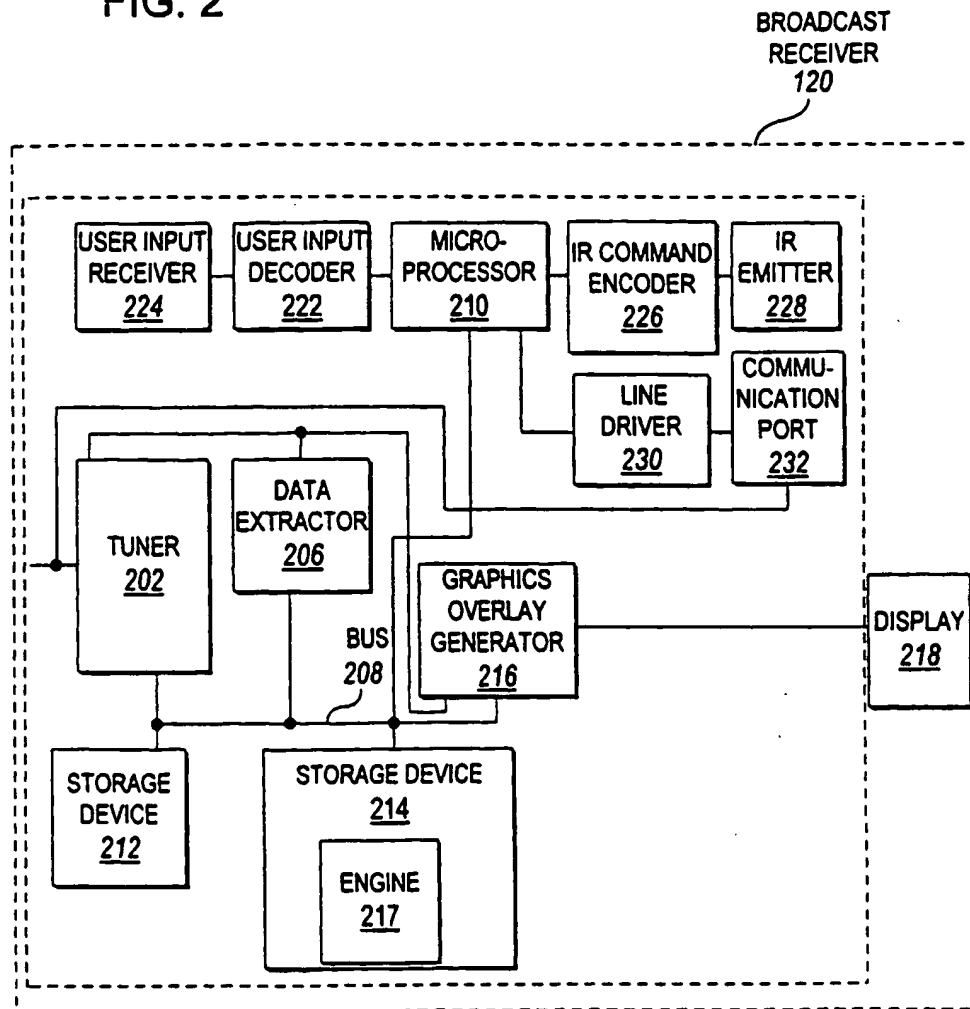 FIG. 2
BROADCAST
RECEIVER
120
USER INPUT
RECEIVER
224
USER INPUT
DECODER
222
MICRO-
PROCESSOR
210
IR COMMAND
ENCODER
226
IR
EMITTER
228
LINE
DRIVER
230
COMMU-
NICATION
PORT
232
TUNER
202
DATA
EXTRACTOR
206
BUS
208
GRAPHICS
OVERLAY
GENERATOR
216
DISPLAY
218
STORAGE
DEVICE
212
STORAGE DEVICE
214
ENGINE
217